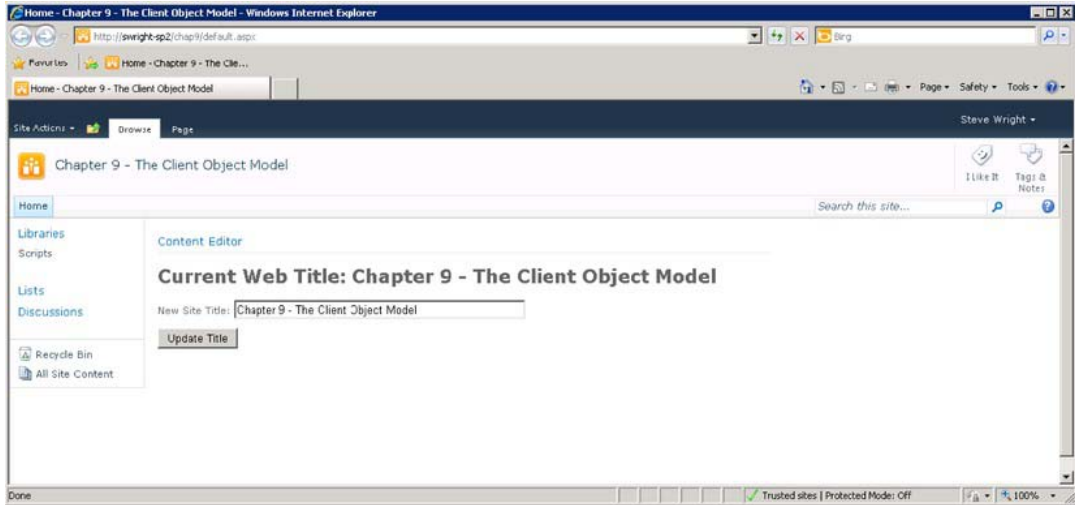 Home - Chapter 9 - The Client Object Model - Windows Internet Explorer
http://swright-sp2/chap9/default.aspx
Bing
Favorites
Home - Chapter 9 - The Clie...
Home - Chapter 9 - The Client Object Model
Page
Safety
Tools
Site Actions
Browse
Page
Steve Wright
Chapter 9 - The Client Object Model
I Like It
Tags & Notes
Home
Search this site...
Libraries
Scripts
Lists
Discussions
Recycle Bin
All Site Content
Content Editor
Current Web Title: Chapter 9 - The Client Object Model
New Site Title: Chapter 9 - The Client Object Model
Update Title
Done
Trusted sites | Protected Mode: Off
100%